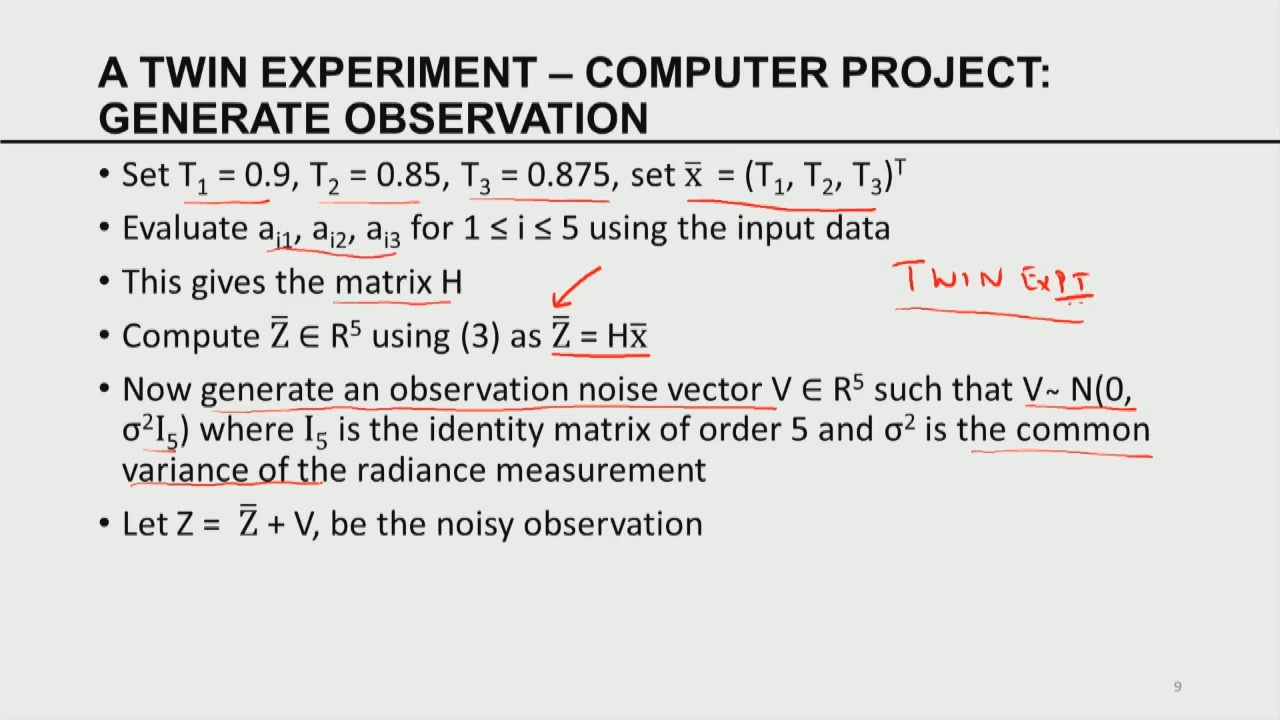 A TWIN EXPERIMENT – COMPUTER PROJECT:
GENERATE OBSERVATION
• Set T₁ = 0.9, T₂ = 0.85, T₃ = 0.875, set x̄ = (T₁, T₂, T₃)ᵀ
• Evaluate aᵢ₁, aᵢ₂, aᵢ₃ for 1 ≤ i ≤ 5 using the input data
• This gives the matrix H
TWIN EXPT
• Compute Z̅ ∈ R⁵ using (3) as Z̅ = Hx̄
• Now generate an observation noise vector V ∈ R⁵ such that V~ N(0,
σ²I₅) where I₅ is the identity matrix of order 5 and σ² is the common
variance of the radiance measurement
• Let Z = Z̅ + V, be the noisy observation
9